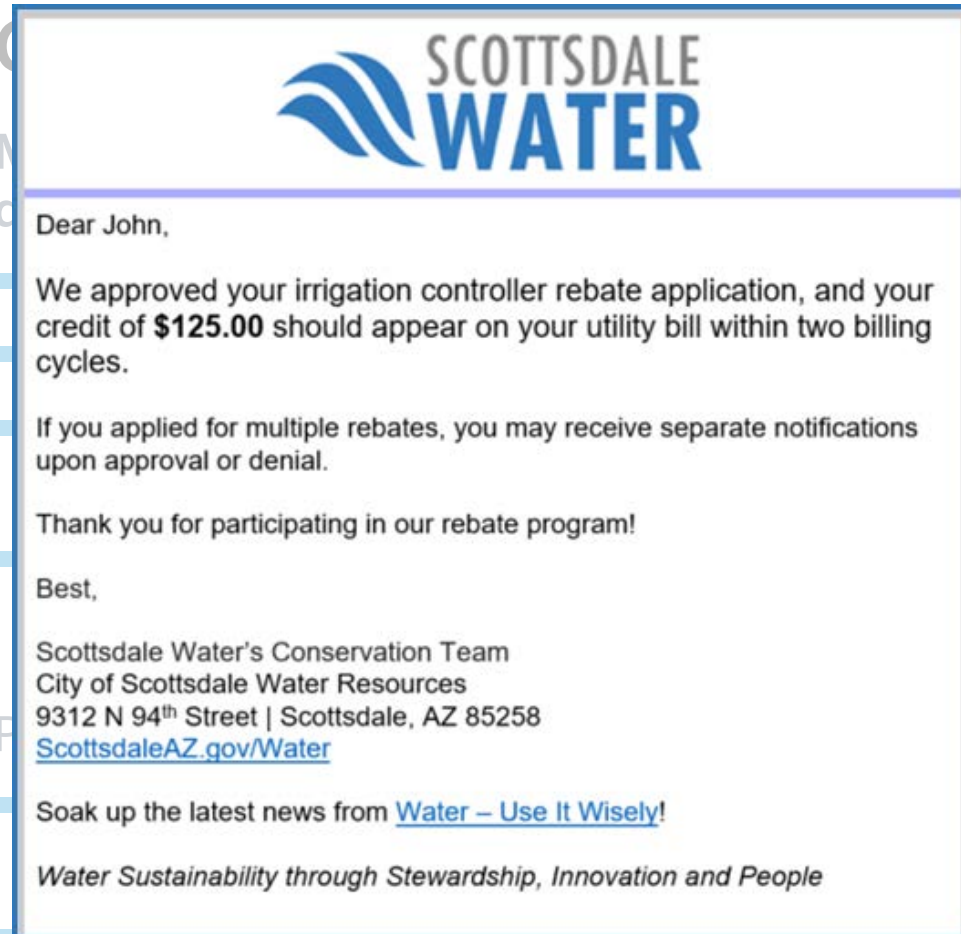 SCOTTSDALE
WATER
Dear John,
We approved your irrigation controller rebate application, and your
credit of $125.00 should appear on your utility bill within two billing
cycles.
If you applied for multiple rebates, you may receive separate notifications
upon approval or denial.
Thank you for participating in our rebate program!
Best,
Scottsdale Water's Conservation Team
City of Scottsdale Water Resources
9312 N 94th Street | Scottsdale, AZ 85258
ScottsdaleAZ.gov/Water
Soak up the latest news from Water – Use It Wisely!
Water Sustainability through Stewardship, Innovation and People